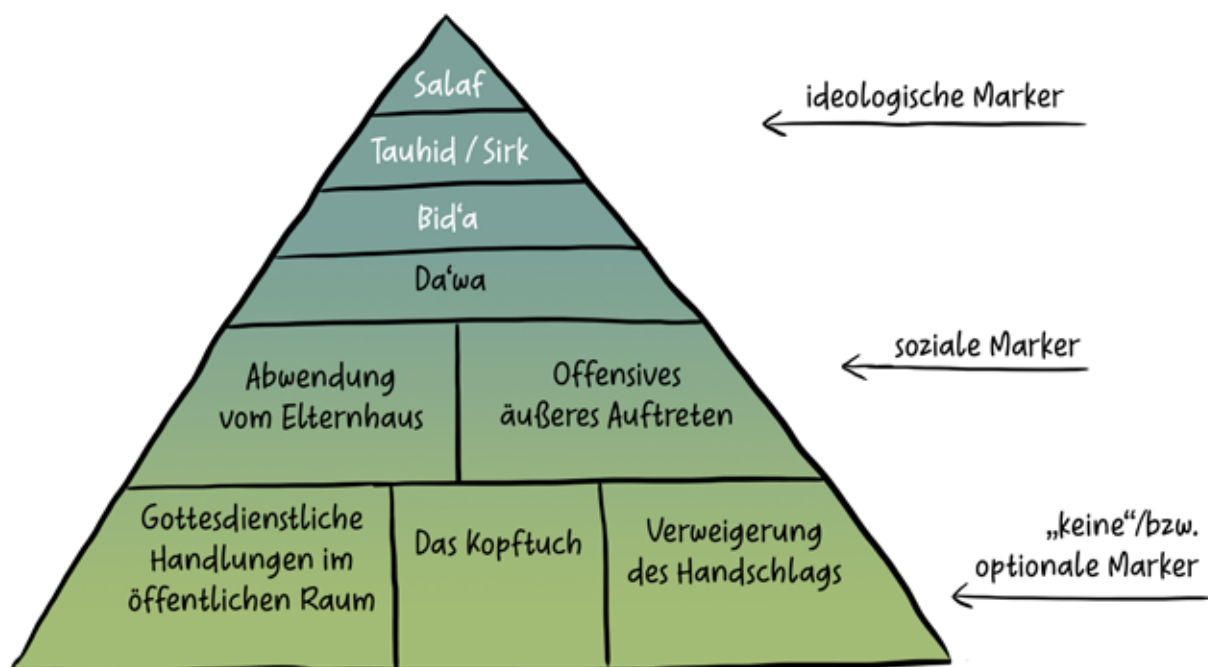 Salaf
ideologische Marker
Tauhid / Sirk
Bid‘a
Da‘wa
soziale Marker
Abwendung
vom Elternhaus
Offensives
äußeres Auftreten
Gottesdienstliche
Handlungen im
öffentlichen Raum
Das Kopftuch
Verweigerung
des Handschlags
„keine“/bzw.
optionale Marker